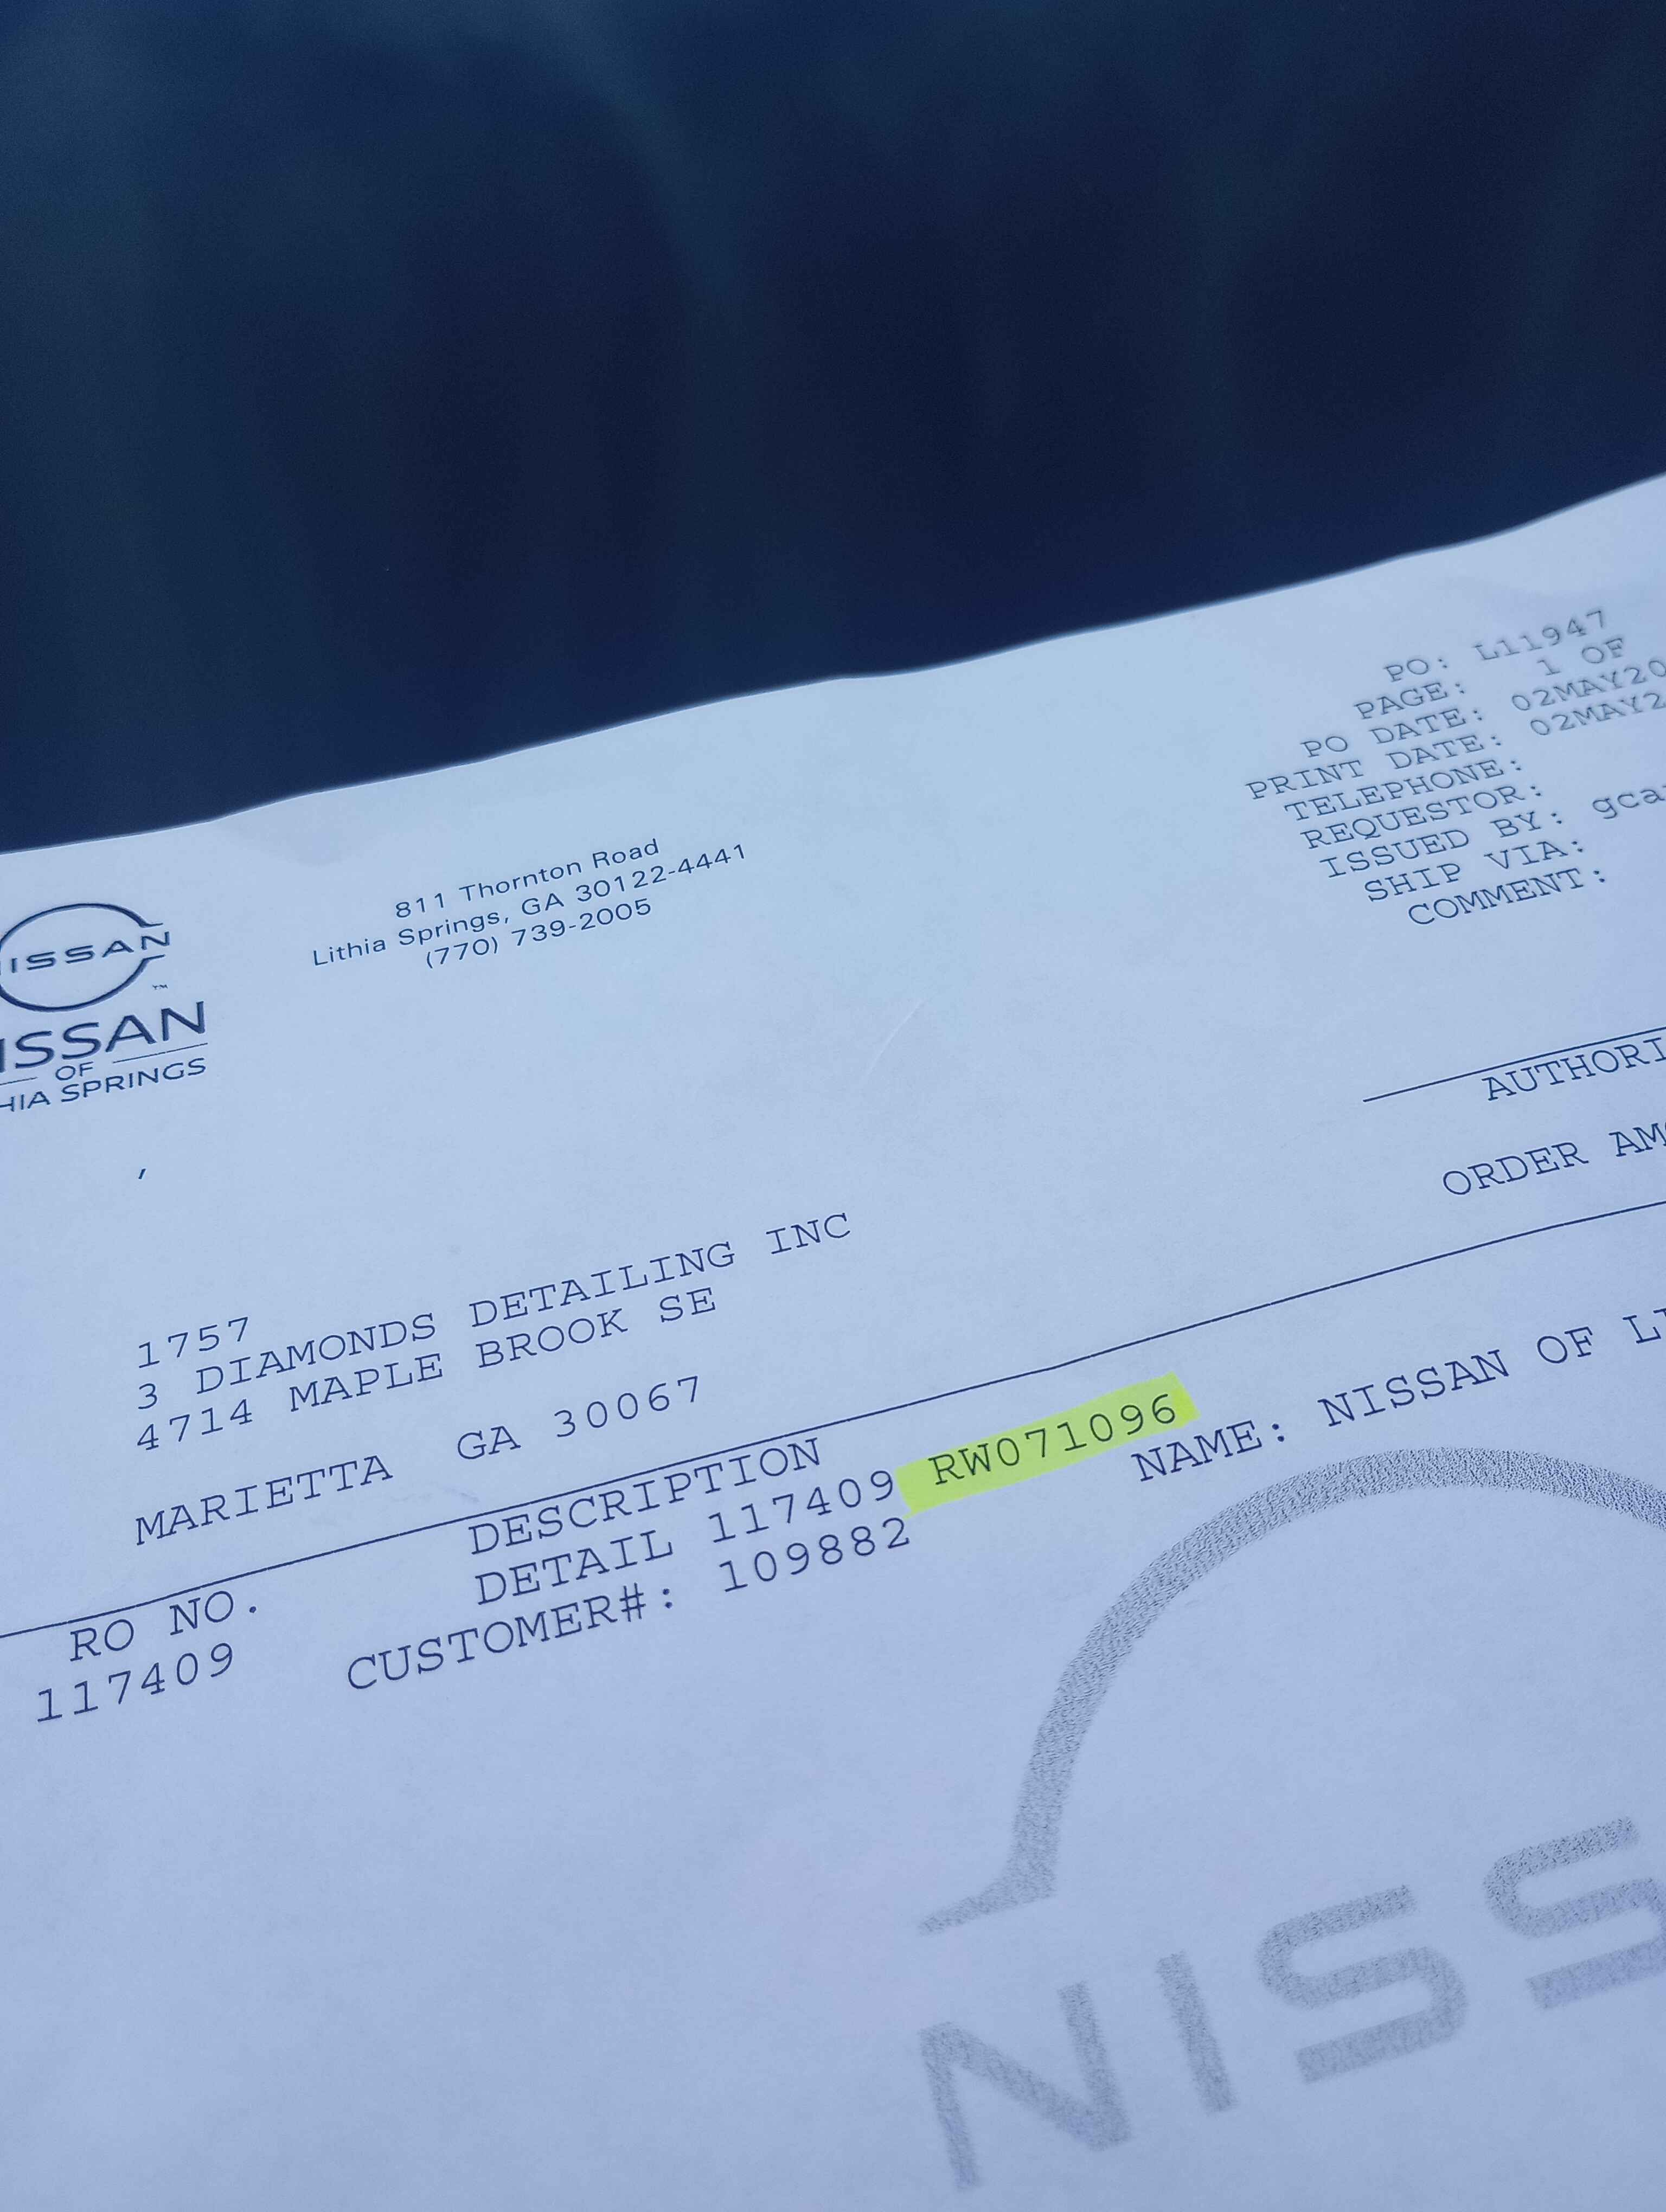 811 Thornton Road
Lithia Springs, GA 30122-4441
(770) 739-2005
PO: L11947
PAGE: 1 OF
PO DATE: 02MAY20
PRINT DATE: 02MAY2
TELEPHONE:
REQUESTOR:
ISSUED BY: gca
SHIP VIA:
COMMENT:
NISSAN
TM
ISSAN
OF
HIA SPRINGS
AUTHORI
ORDER AM
1757
3 DIAMONDS DETAILING INC
4714 MAPLE BROOK SE
MARIETTA GA 30067
RO NO. DESCRIPTION
117409 DETAIL 117409 RW071096
CUSTOMER#: 109882 NAME: NISSAN OF L
NISS